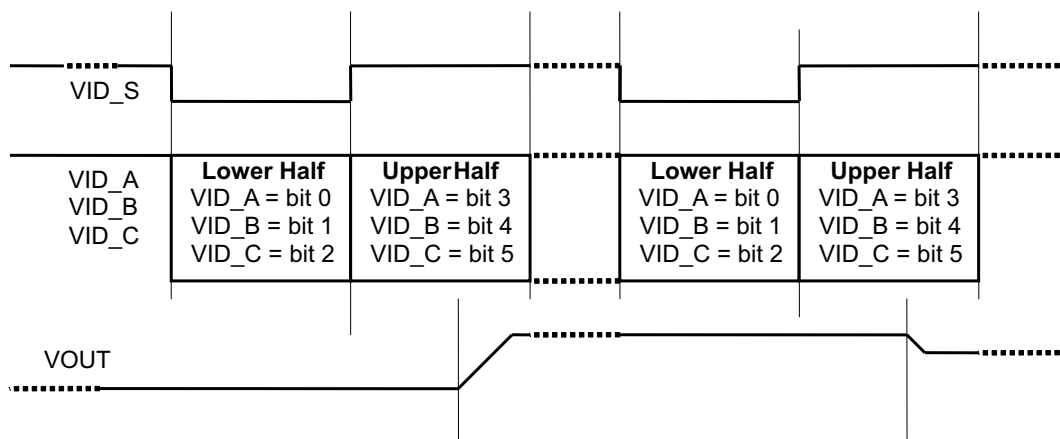 VID_S
VID_A
VID_B
VID_C
Lower Half
VID_A = bit 0
VID_B = bit 1
VID_C = bit 2
UpperHalf
VID_A = bit 3
VID_B = bit 4
VID_C = bit 5
Lower Half
VID_A = bit 0
VID_B = bit 1
VID_C = bit 2
Upper Half
VID_A = bit 3
VID_B = bit 4
VID_C = bit 5
VOUT